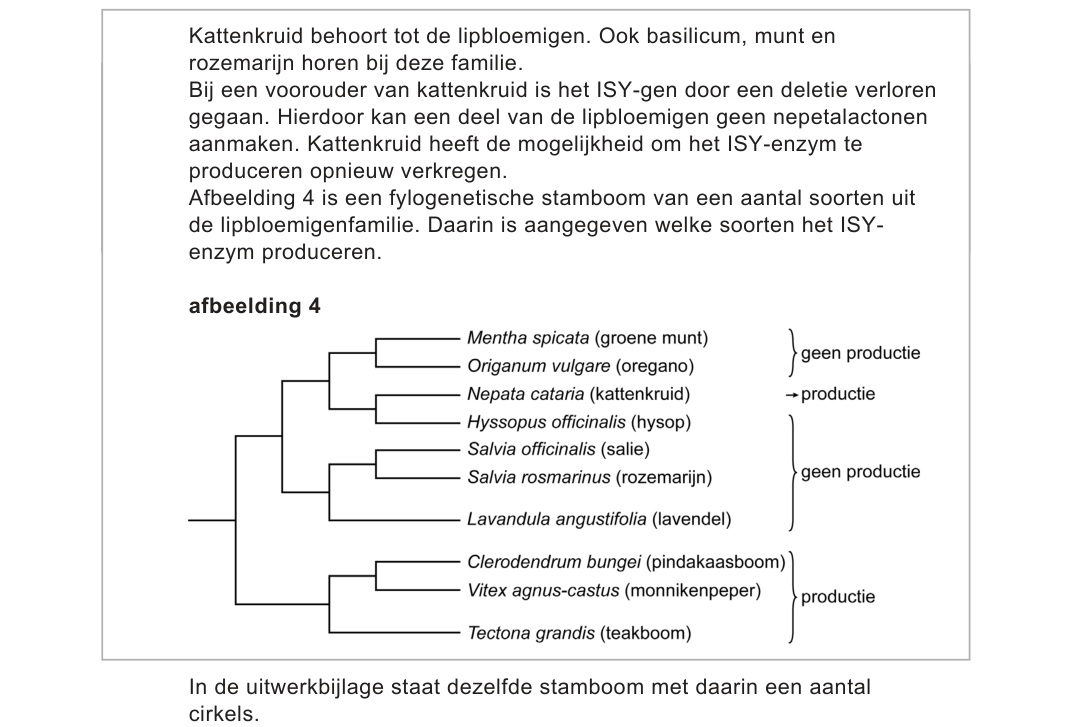 Kattenkruid behoort tot de lipbloemigen. Ook basilicum, munt en
rozemarijn horen bij deze familie.
Bij een voorouder van kattenkruid is het ISY-gen door een deletie verloren
gegaan. Hierdoor kan een deel van de lipbloemigen geen nepetalactonen
aanmaken. Kattenkruid heeft de mogelijkheid om het ISY-enzym te
produceren opnieuw verkregen.
Afbeelding 4 is een fylogenetische stamboom van een aantal soorten uit
de lipbloemigenfamilie. Daarin is aangegeven welke soorten het ISY-
enzym produceren.
afbeelding 4
Mentha spicata (groene munt)
geen productie
Origanum vulgare (oregano)
Nepata cataria (kattenkruid) productie
Hyssopus officinalis (hysop)
Salvia officinalis (salie)
geen productie
Salvia rosmarinus (rozemarijn)
Lavandula angustifolia (lavendel)
Clerodendrum bungei (pindakaasboom)
Vitex agnus-castus (monnikenpeper)
productie
Tectona grandis (teakboom)
In de uitwerkbijlage staat dezelfde stamboom met daarin een aantal
cirkels.